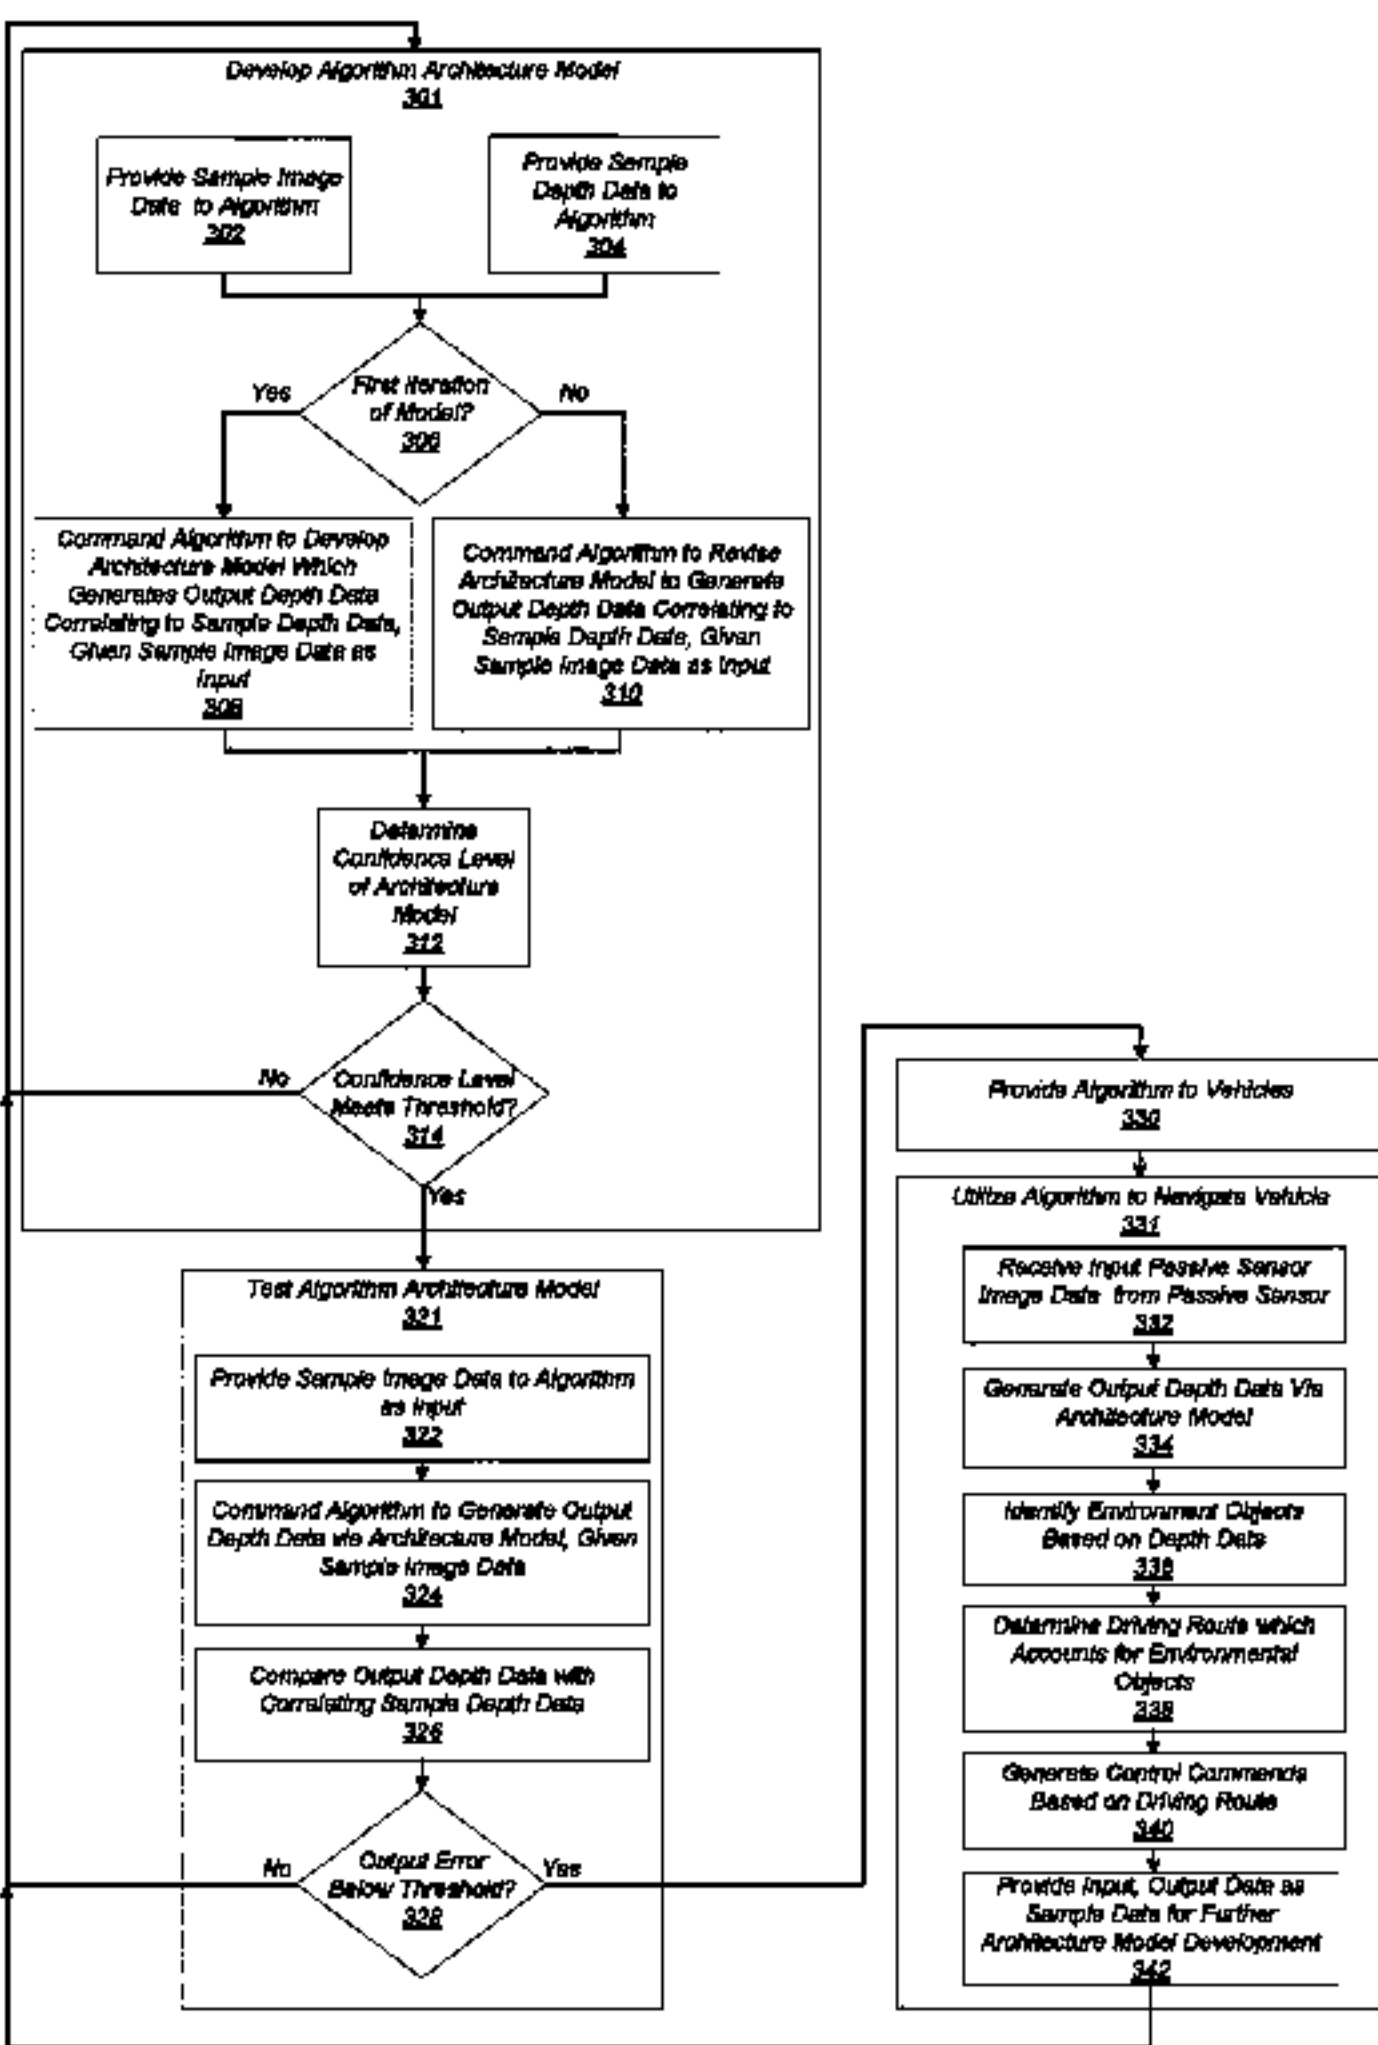 Develop Algorithm Architecture Model
301
Provide Sample Image
Data to Algorithm
302
Provide Sample
Depth Data to
Algorithm
304
Yes
First Iteration
of Model?
306
No
Command Algorithm to Develop
Architecture Model Which
Generates Output Depth Data
Correlating to Sample Depth Data,
Given Sample Image Data as
Input
308
Command Algorithm to Revise
Architecture Model to Generate
Output Depth Data Correlating to
Sample Depth Data, Given
Sample Image Data as Input
310
Determine
Confidence Level
of Architecture
Model
312
No
Confidence Level
Meets Threshold?
314
Yes
Test Algorithm Architecture Model
321
Provide Sample Image Data to Algorithm
as Input
322
Command Algorithm to Generate Output
Depth Data via Architecture Model, Given
Sample Image Data
324
Compare Output Depth Data with
Correlating Sample Depth Data
326
No
Output Error
Below Threshold?
328
Yes
Provide Algorithm to Vehicles
330
Utilize Algorithm to Navigate Vehicle
331
Receive Input Passive Sensor
Image Data from Passive Sensor
332
Generate Output Depth Data Via
Architecture Model
334
Identify Environment Objects
Based on Depth Data
336
Determine Driving Route which
Accounts for Environmental
Objects
338
Generate Control Commands
Based on Driving Route
340
Provide Input, Output Data as
Sample Data for Further
Architecture Model Development
342